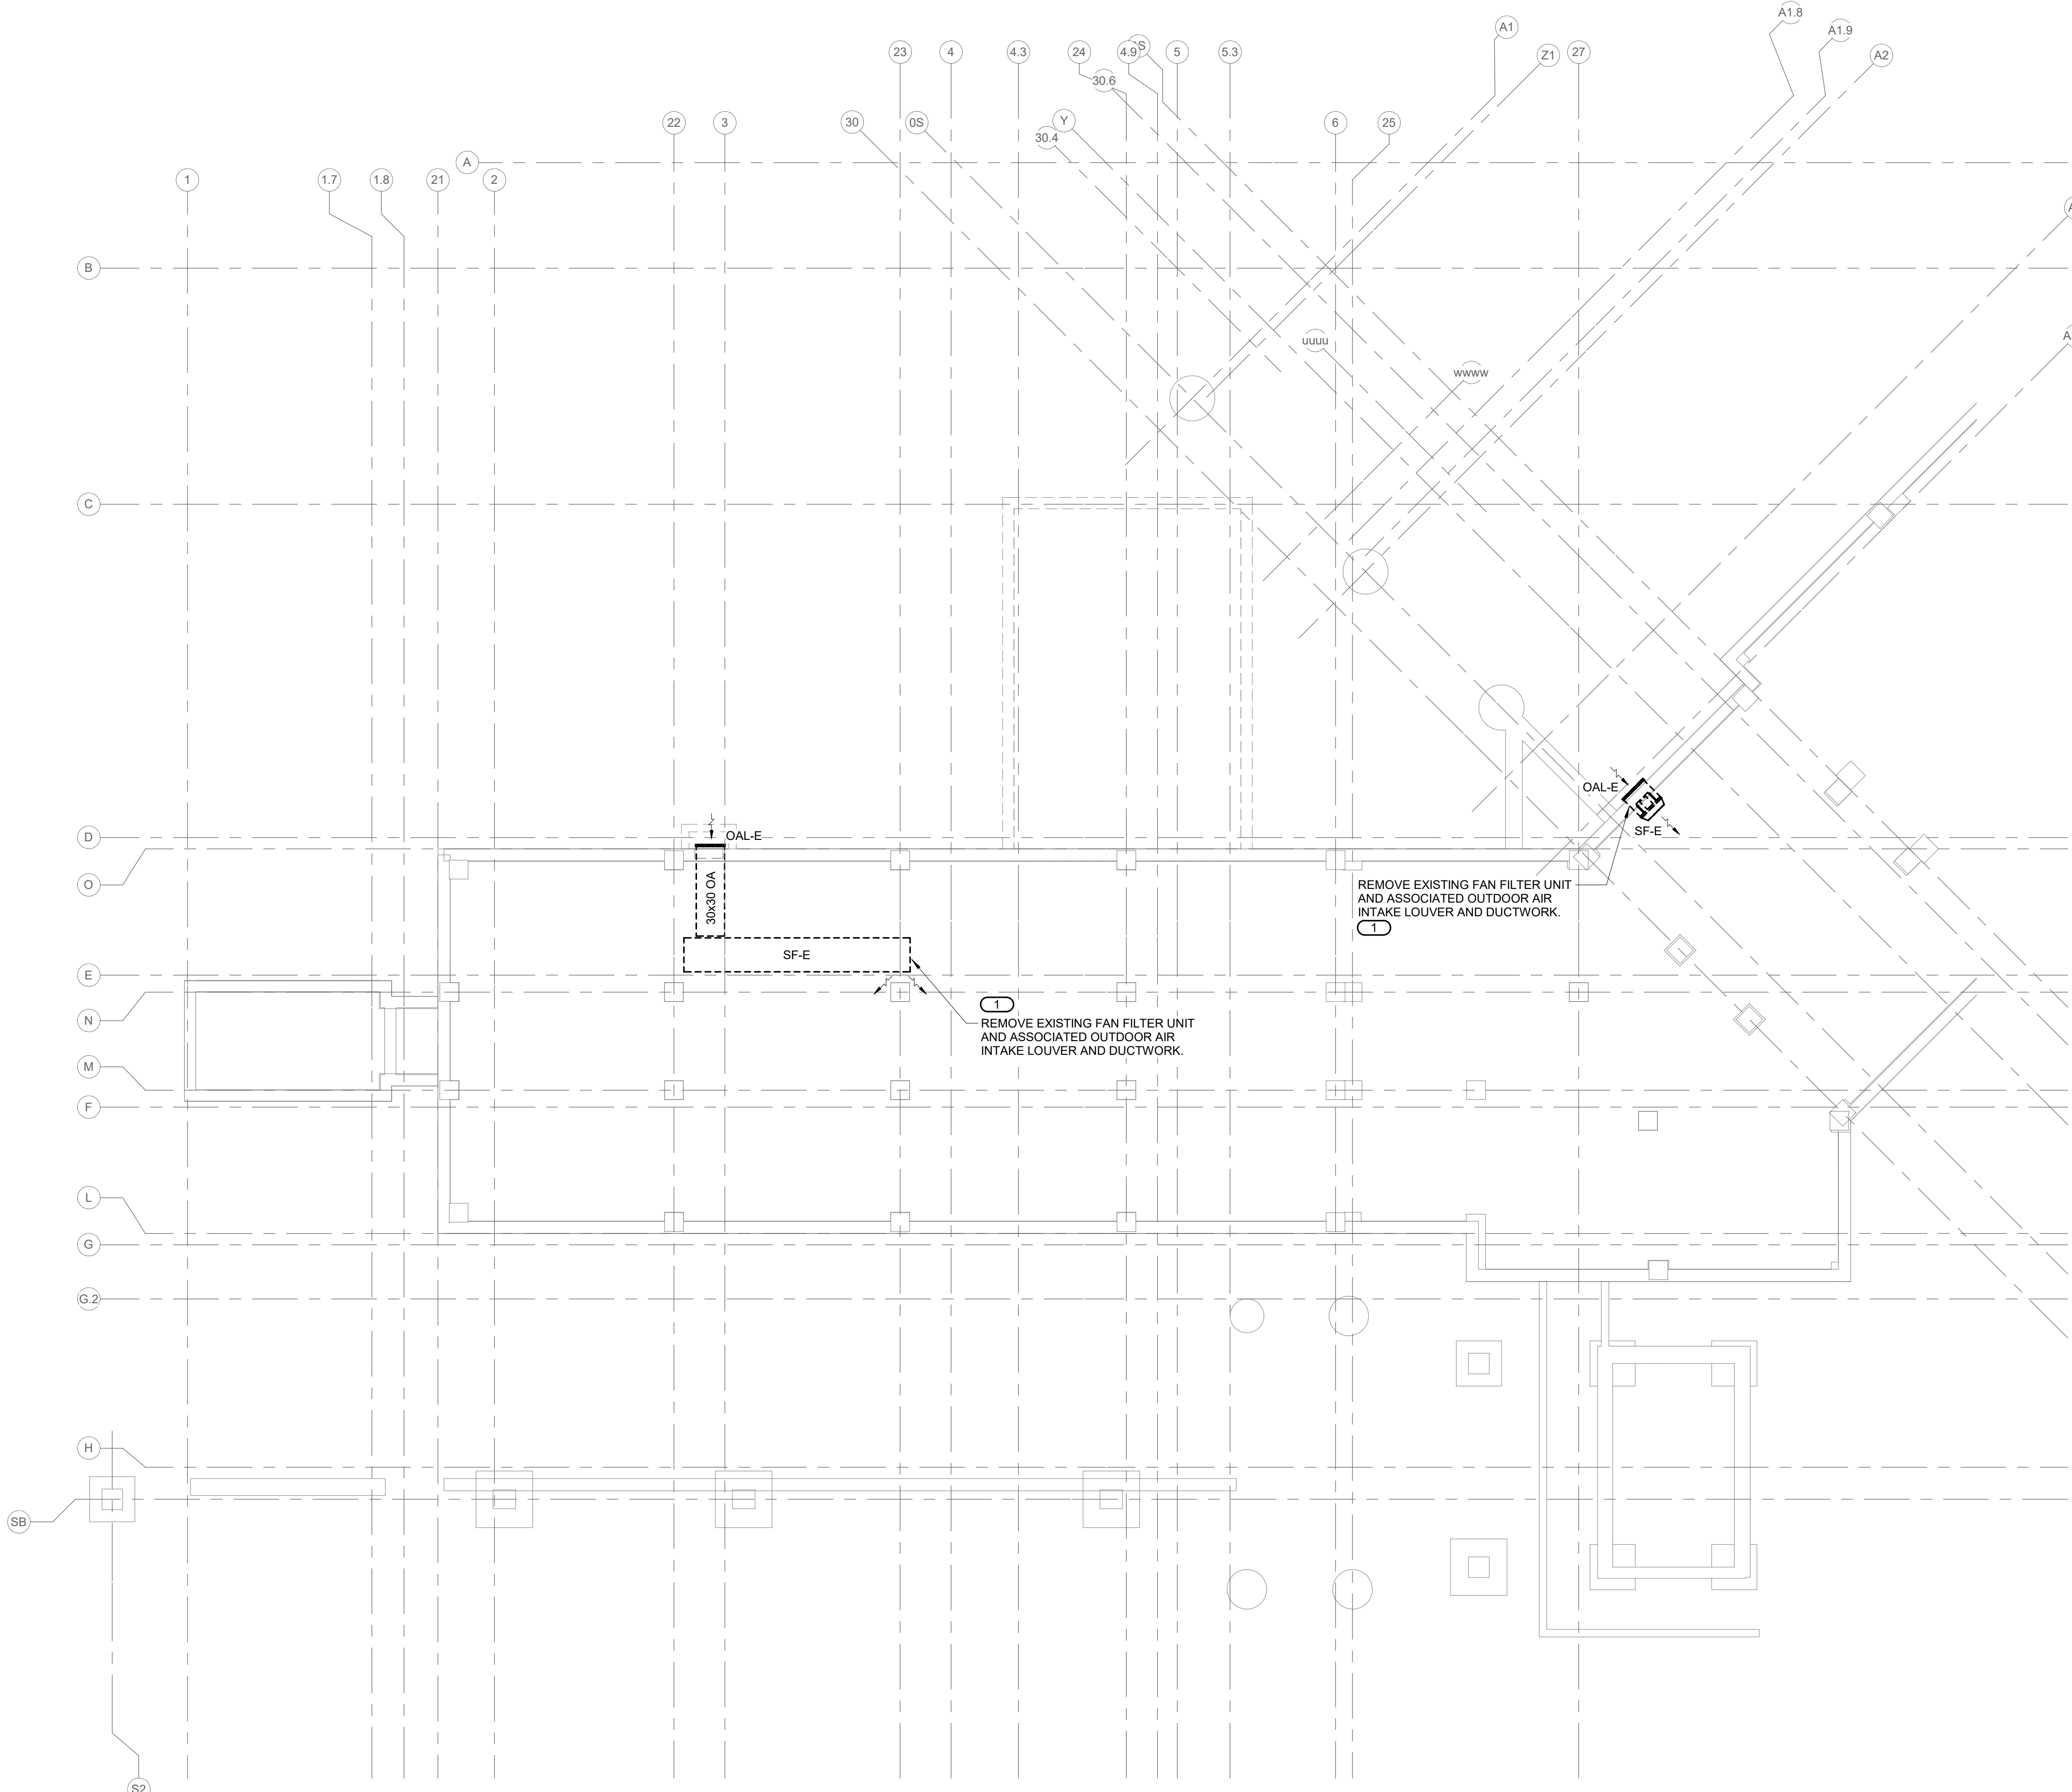 A1.8
A1
A1.9
23
4
4.3
24
4.9
5
5.3
Z1
27
A2
30.6
22
3
30
0S
30.4
Y
6
25
A
1
1.7
1.8
21
2
B
uuuu
wwww
C
OAL-E
D
OAL-E
SF-E
O
30x30 OA
REMOVE EXISTING FAN FILTER UNIT
AND ASSOCIATED OUTDOOR AIR
INTAKE LOUVER AND DUCTWORK.
1
SF-E
E
1
N
REMOVE EXISTING FAN FILTER UNIT
AND ASSOCIATED OUTDOOR AIR
INTAKE LOUVER AND DUCTWORK.
M
F
L
G
G.2
H
SB
S2